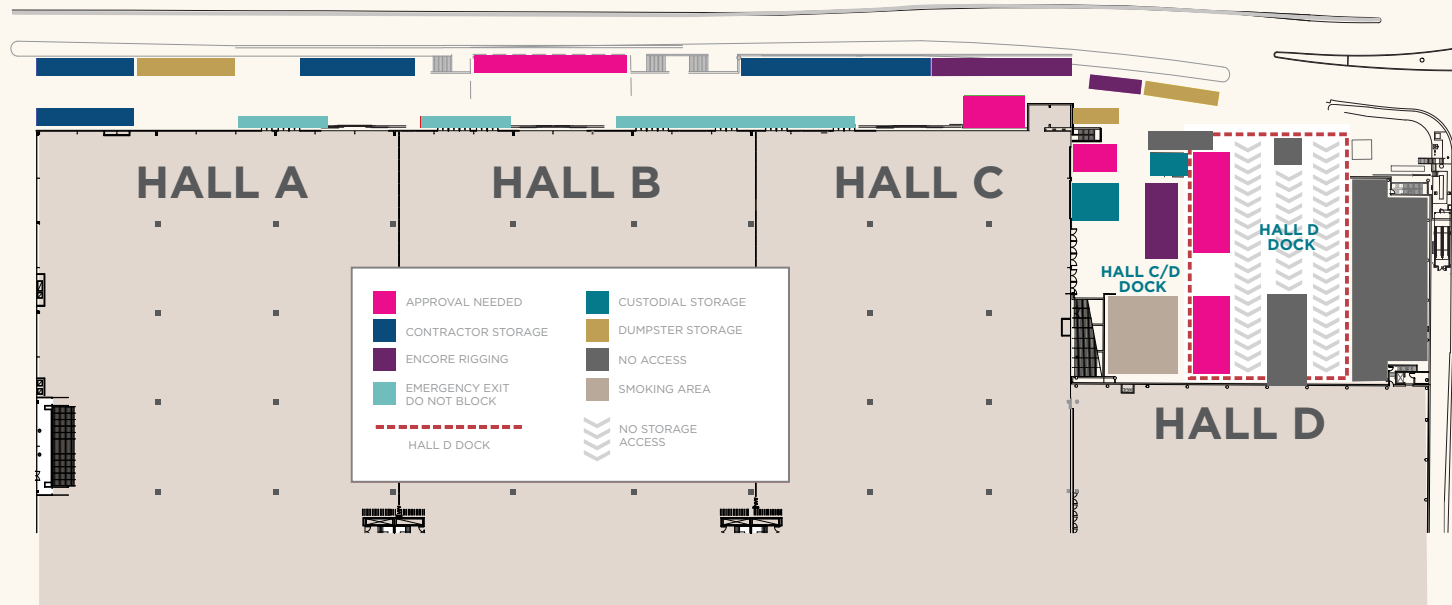 HALL A
HALL B
HALL C
HALL D
DOCK
HALL C/D
DOCK
APPROVAL NEEDED
CONTRACTOR STORAGE
ENCORE RIGGING
EMERGENCY EXIT
DO NOT BLOCK
HALL D DOCK
CUSTODIAL STORAGE
DUMPSTER STORAGE
NO ACCESS
SMOKING AREA
NO STORAGE
ACCESS
HALL D